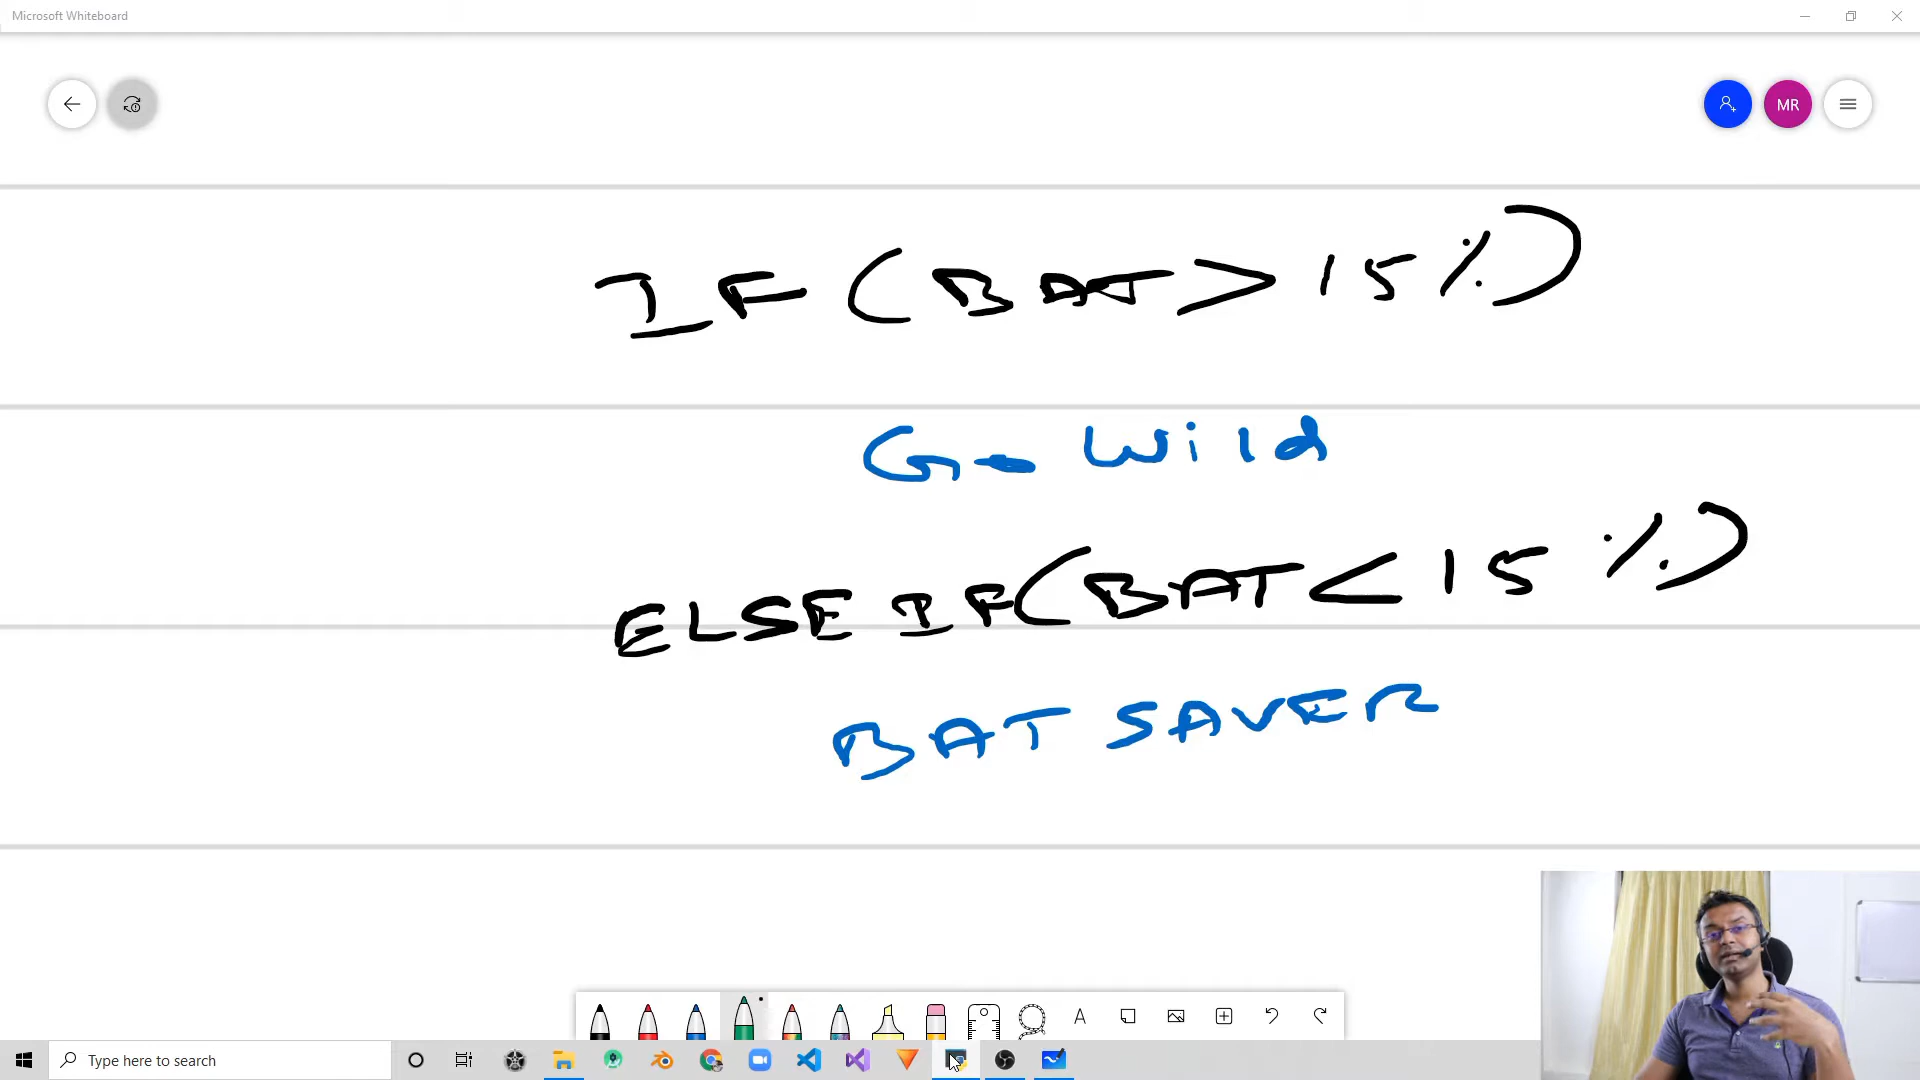 Microsoft Whiteboard
MR
IF (BAT > 15%)
Go Wild
ELSE IF (BAT < 15%)
BAT SAVER
A
Type here to search